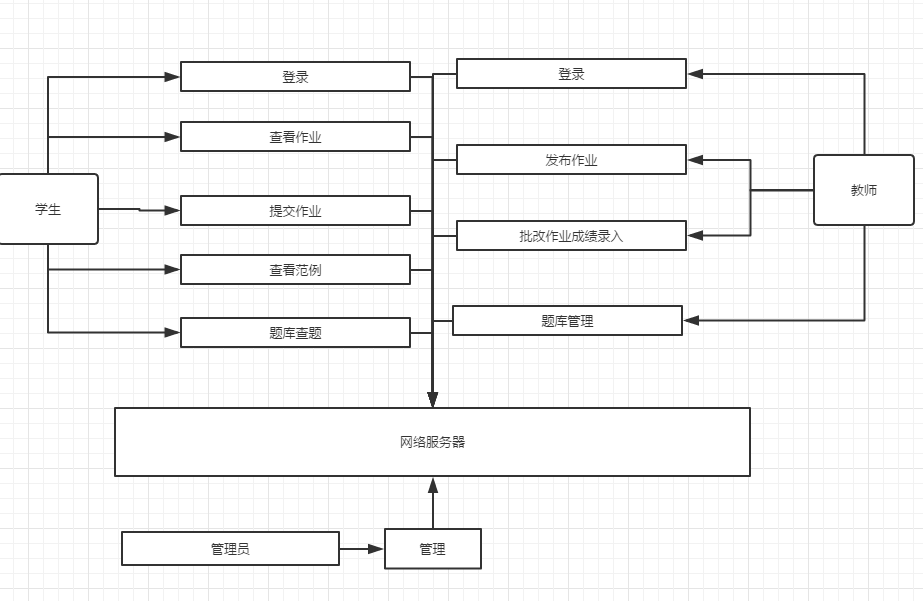 登录
登录
查看作业
发布作业
学生
教师
提交作业
批改作业成绩录入
查看范例
题库查题
题库管理
网络服务器
管理员
管理